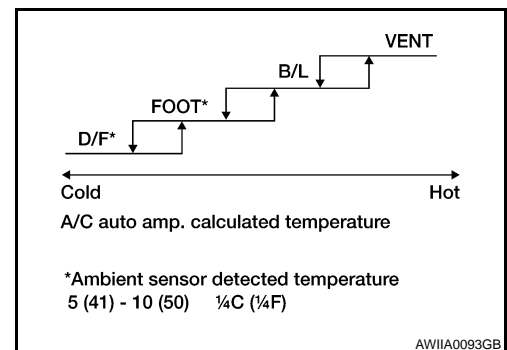 VENT
B/L
FOOT*
D/F*
Cold Hot
A/C auto amp. calculated temperature
*Ambient sensor detected temperature
5 (41) - 10 (50) ¼C (¼F)
AWIIA0093GB